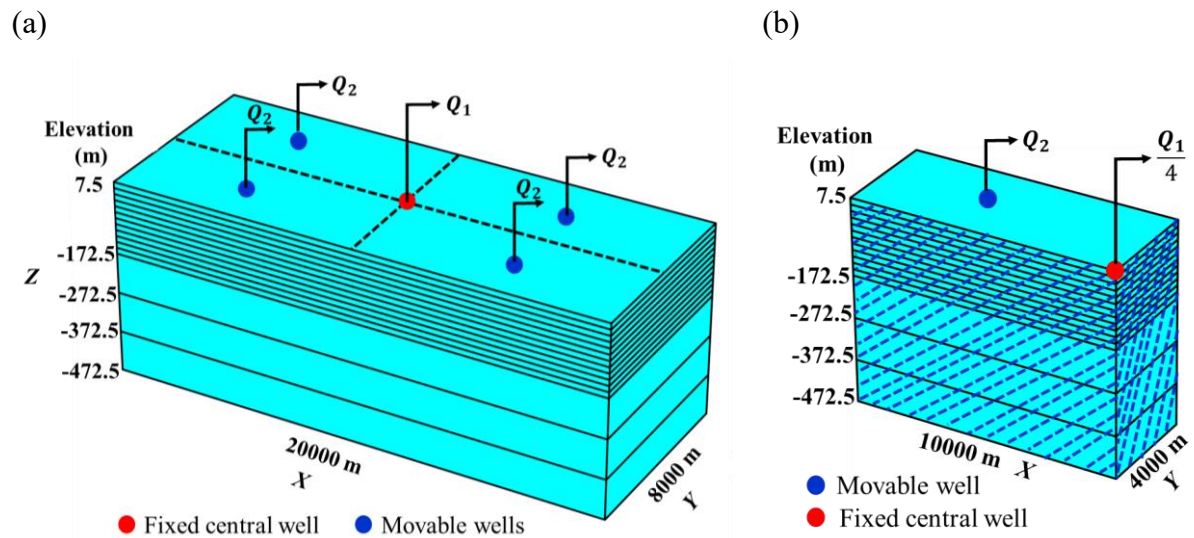 (a)
Q₂
Q₁
Q₂
Q₂
Q₂
Elevation
(m)
7.5
-172.5
Z
-272.5
-372.5
-472.5
20000 m
X
8000 m
Y
Fixed central well
Movable wells
(b)
Elevation
(m)
Q₂
Q₁
4
7.5
-172.5
-272.5
-372.5
-472.5
10000 m X
4000 m
Y
Movable well
Fixed central well